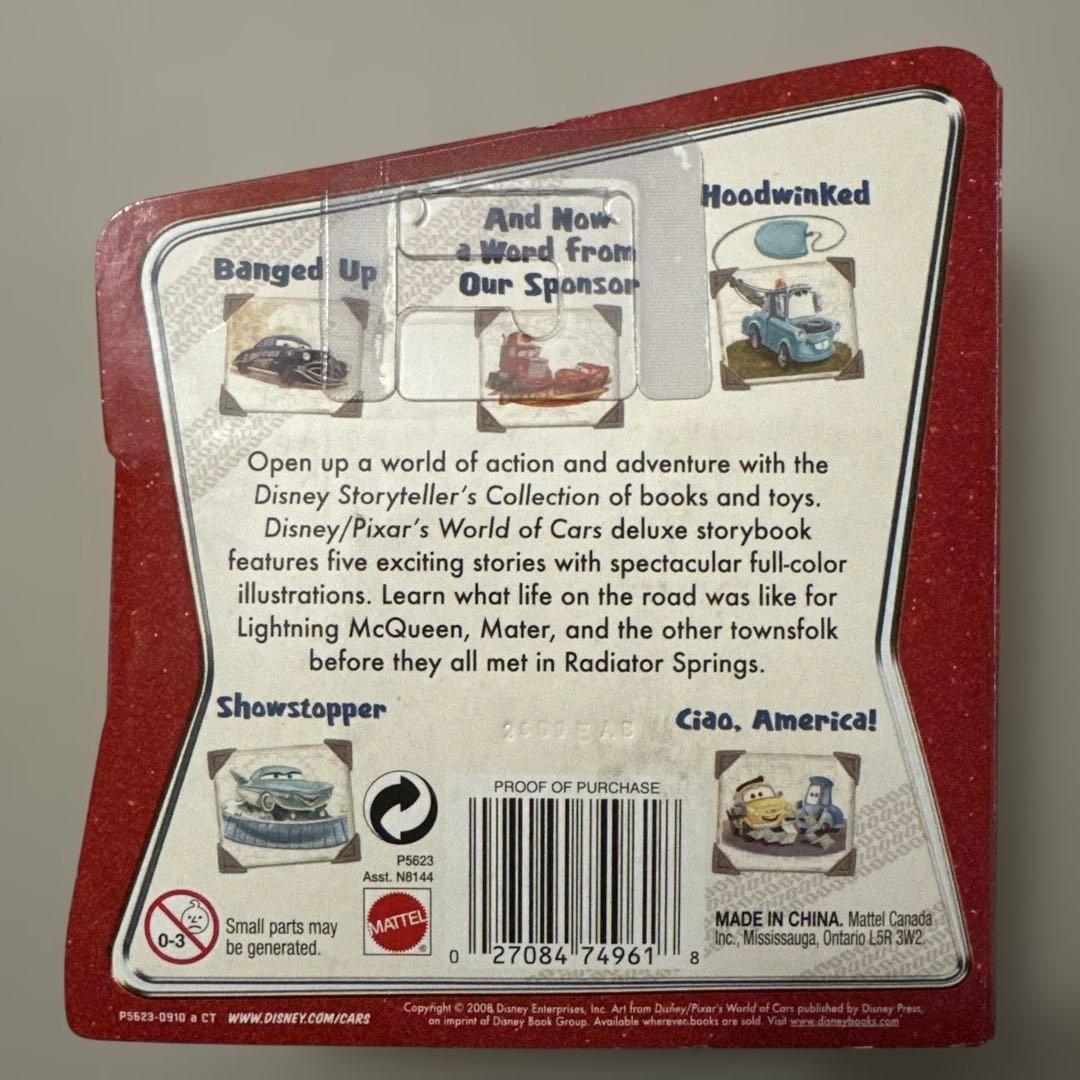 Hoodwinked
And Now
a Word from
Our Sponsor
Banged Up
Open up a world of action and adventure with the
Disney Storyteller's Collection of books and toys.
Disney/Pixar's World of Cars deluxe storybook
features five exciting stories with spectacular full-color
illustrations. Learn what life on the road was like for
Lightning McQueen, Mater, and the other townsfolk
before they all met in Radiator Springs.
Showstopper
Ciao, America!
PROOF OF PURCHASE
P5623
Asst. N8144
MATTEL
®
0-3
Small parts may
be generated.
0 27084 74961 8
MADE IN CHINA. Mattel Canada
Inc., Mississauga, Ontario L5R 3W2.
P5623-0910 a CT WWW.DISNEY.COM/CARS
Copyright © 2008 Disney Enterprises, Inc. Art from Disney/Pixar's World of Cars published by Disney Press,
an imprint of Disney Book Group. Available wherever books are sold. Visit www.disneybooks.com